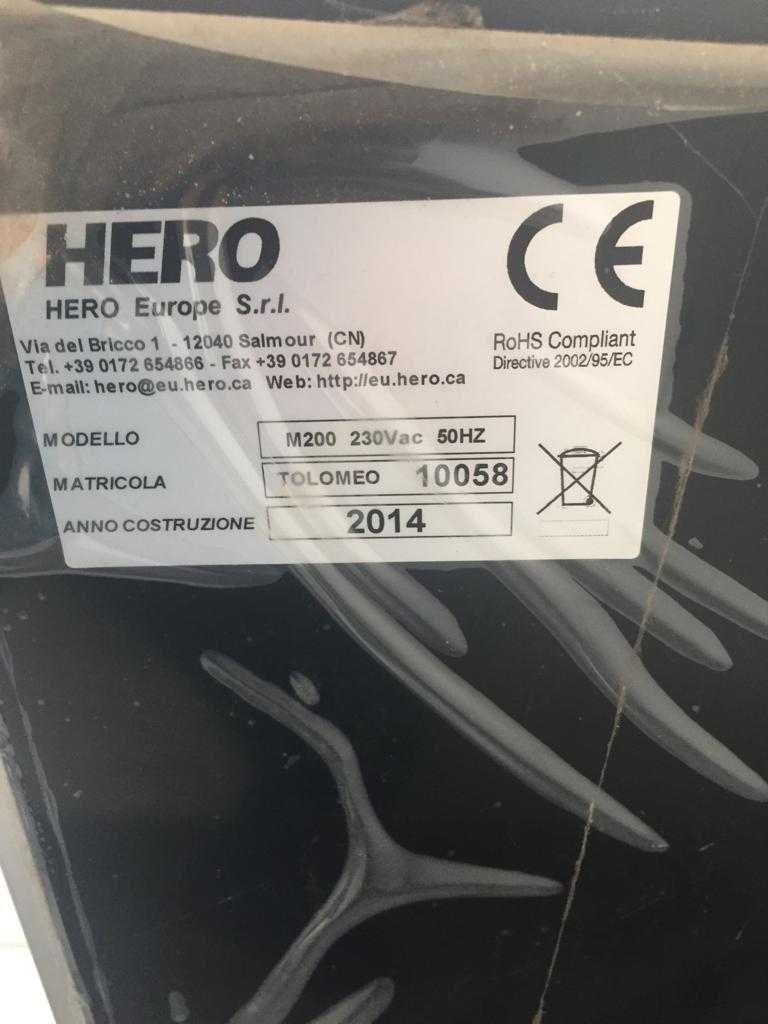 HERO
CE
HERO Europe S.r.l.
Via del Bricco 1 - 12040 Salmour (CN)
Tel. +39 0172 654866 - Fax +39 0172 654867
E-mail: hero@eu.hero.ca Web: http://eu.hero.ca
RoHS Compliant
Directive 2002/95/EC
MODELLO M200 230Vac 50HZ
MATRICOLA TOLOMEO 10058
ANNO COSTRUZIONE 2014